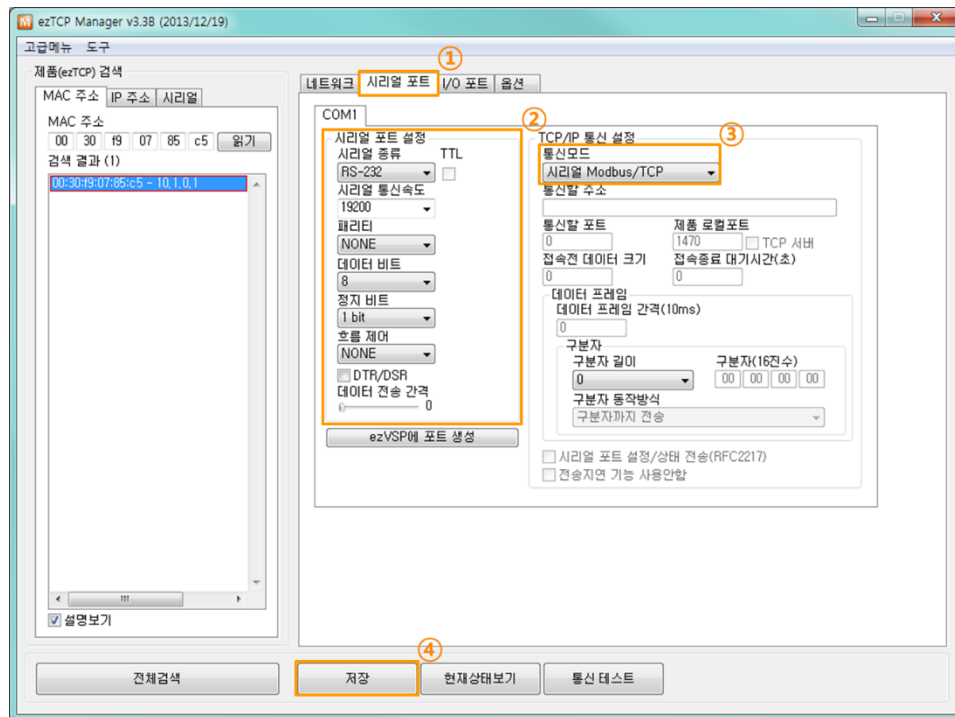 ezTCP Manager v3.3B (2013/12/19)
고급메뉴 도구
①
제품(ezTCP) 검색
MAC 주소 IP 주소 시리얼
MAC 주소
00 30 f9 07 85 c5 읽기
검색 결과 (1)
00:30:f9:07:85:c5 - 10,1,0,1
설명보기
네트워크 시리얼 포트 I/O 포트 옵션
COM1
②
시리얼 포트 설정
시리얼 종류 TTL
RS-232
시리얼 통신속도
19200
패리티
NONE
데이터 비트
8
정지 비트
1 bit
흐름 제어
NONE
DTR/DSR
데이터 전송 간격
0
ezVSP에 포트 생성
TCP/IP 통신 설정
③
통신모드
시리얼 Modbus/TCP
통신할 주소
통신할 포트 제품 로컬포트
0 1470 TCP 서버
접속전 데이터 크기 접속종료 대기시간(초)
0 0
데이터 프레임
데이터 프레임 간격(10ms)
0
구분자
구분자 길이 구분자(16진수)
0 00 00 00 00
구분자 동작방식
구분자까지 전송
시리얼 포트 설정/상태 전송(RFC2217)
전송지연 기능 사용안함
④
전체검색 저장 현재상태보기 통신 테스트